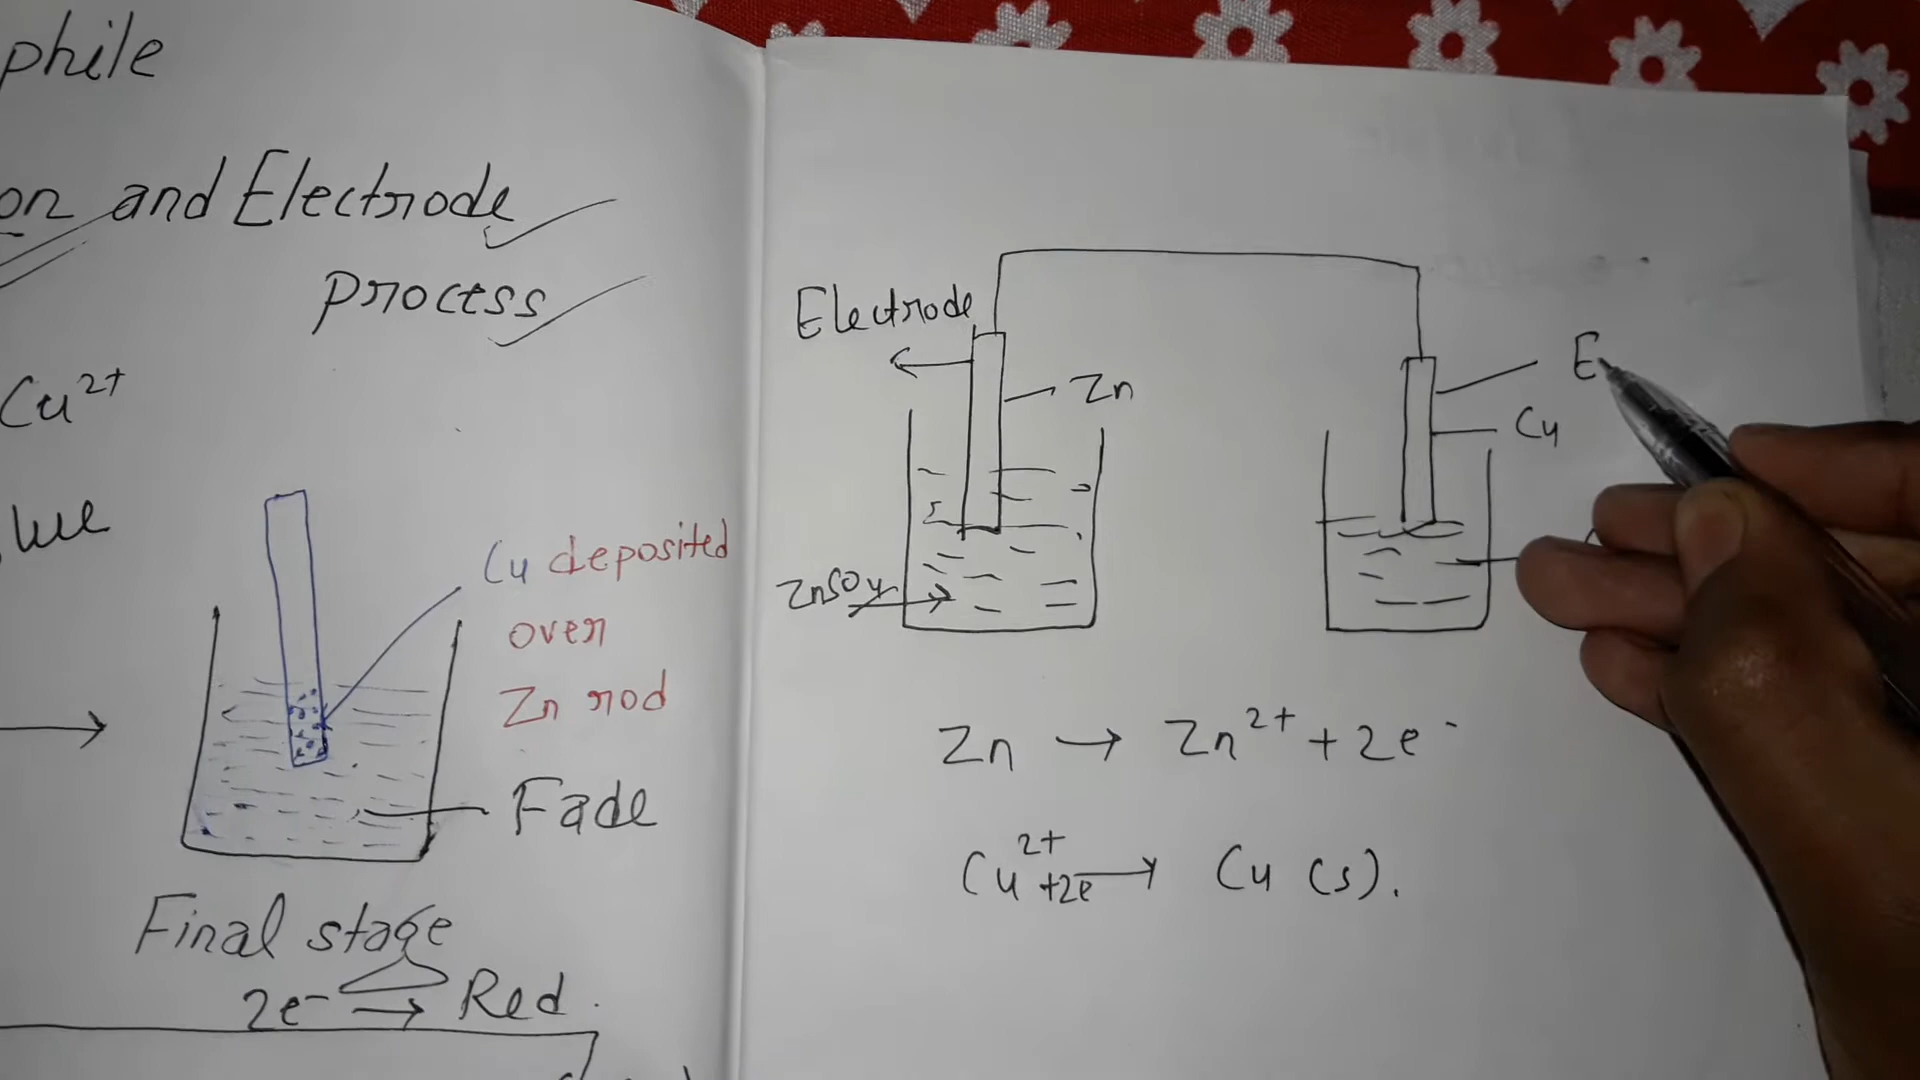 phile
on and Electrode
process
Cu²⁺
lue
Cu deposited
over
Zn rod
Fade
Final stage
2e⁻ → Red.
Electrode
Zn
ZnSO₄
E
Cu
Zn → Zn²⁺ + 2e⁻
Cu²⁺ +2e → Cu (s).